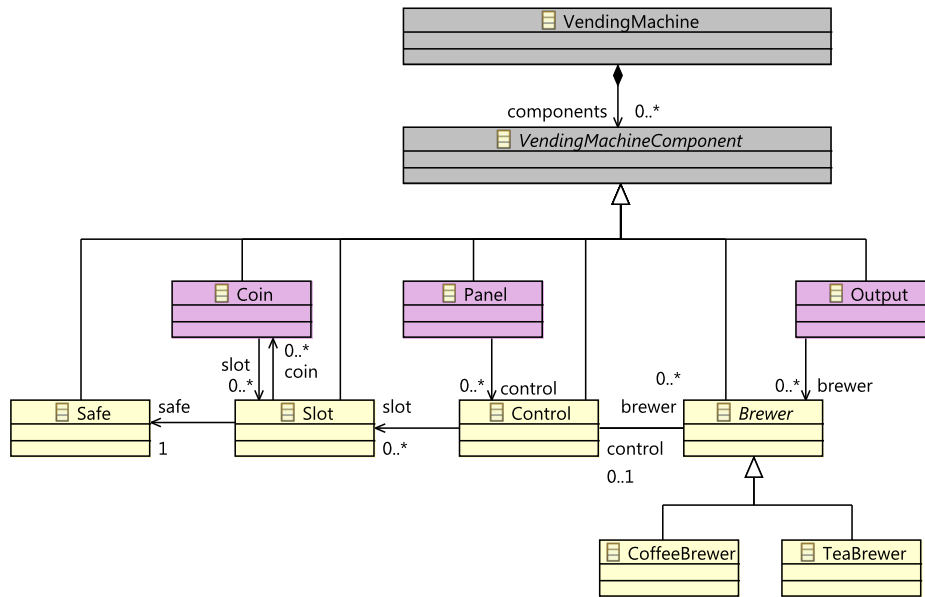 VendingMachine
components 0..*
VendingMachineComponent
Coin
Panel
Output
slot
0..*
0..*
coin
0..*
control
0..*
brewer
0..*
brewer
Safe
safe
1
Slot
slot
0..*
Control
control
0..1
Brewer
CoffeeBrewer
TeaBrewer